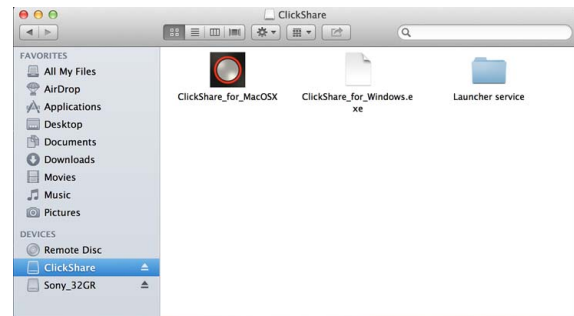 ClickShare
FAVORITES
All My Files
AirDrop
Applications
Desktop
Documents
Downloads
Movies
Music
Pictures
DEVICES
Remote Disc
ClickShare
Sony_32GR
ClickShare_for_MacOSX
ClickShare_for_Windows.e
xe
Launcher service